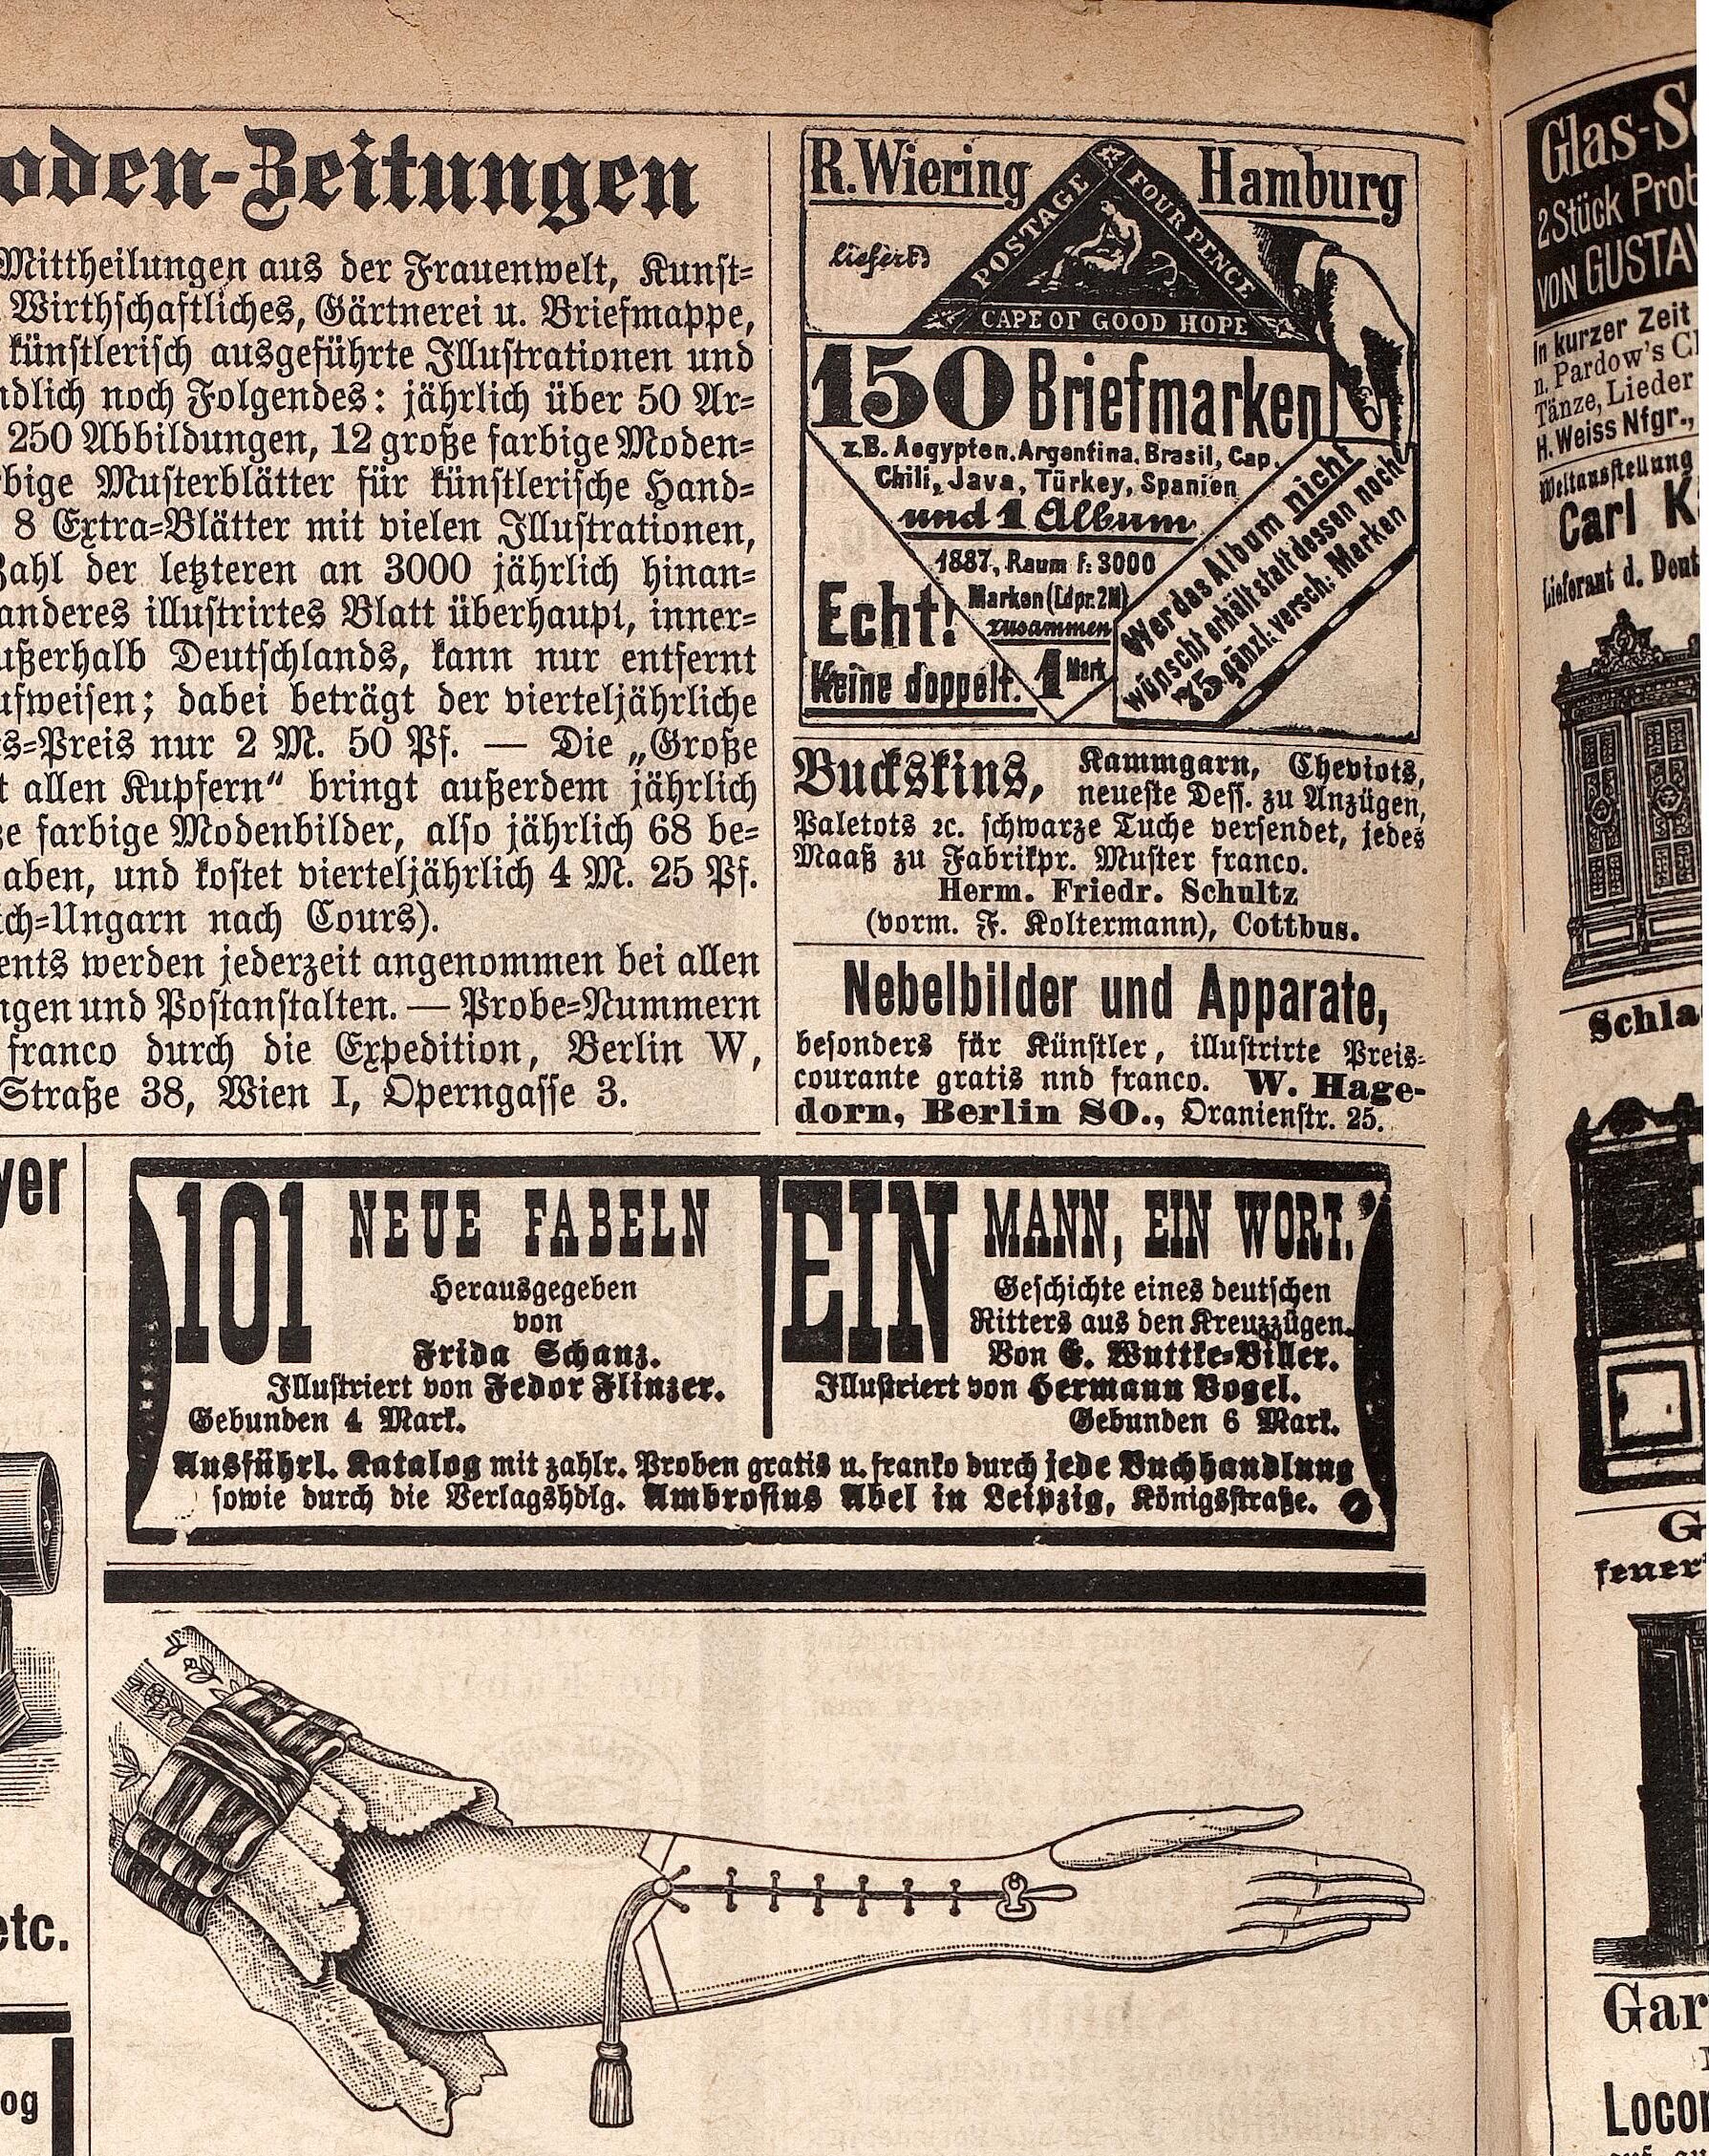 oden-Zeitungen
Mittheilungen aus der Frauenwelt, Kunst-
Wirthschaftliches, Gärtnerei u. Briefmappe,
künstlerisch ausgeführte Illustrationen und
ndlich noch Folgendes: jährlich über 50 Ar-
250 Abbildungen, 12 große farbige Moden-
bige Musterblätter für künstlerische Hand-
8 Extra-Blätter mit vielen Illustrationen,
Zahl der letzteren an 3000 jährlich hinan-
anderes illustrirtes Blatt überhaupt, inner-
ußerhalb Deutschlands, kann nur entfernt
ufweisen; dabei beträgt der vierteljährliche
s-Preis nur 2 M. 50 Pf. — Die „Große
t allen Kupfern“ bringt außerdem jährlich
ße farbige Modenbilder, also jährlich 68 be-
aben, und kostet vierteljährlich 4 M. 25 Pf.
ich-Ungarn nach Cours).
ents werden jederzeit angenommen bei allen
ngen und Postanstalten. — Probe-Nummern
franco durch die Expedition, Berlin W,
Straße 38, Wien I, Operngasse 3.
R. Wiering Hamburg
liefert
POSTAGE
FOUR PENCE
CAPE OF GOOD HOPE
150 Briefmarken
z.B. Aegypten, Argentina, Brasil, Cap,
Chili, Java, Türkey, Spanien
und 1 Album
1887, Raum f: 3000
Marken (Ldpr. 2M)
zusammen
1 Mark
Echt!
Keine doppelt.
Wer das Album nicht
wünscht erhält statt dessen noch
75 gänzl: versch: Marken
Buckskins, Kammgarn, Cheviots,
neueste Dess. zu Anzügen,
Paletots ꝛc. schwarze Tuche versendet, jedes
Maaß zu Fabrikpr. Muster franco.
Herm. Friedr. Schultz
(vorm. F. Koltermann), Cottbus.
Nebelbilder und Apparate,
besonders für Künstler, illustrirte Preis-
courante gratis nnd franco. W. Hage-
dorn, Berlin SO., Oranienstr. 25.
yer
etc.
og
101 NEUE FABELN
Herausgegeben
von
Frida Schanz.
Illustriert von Fedor Flinzer.
Gebunden 4 Mark.
EIN MANN, EIN WORT.
Geschichte eines deutschen
Ritters aus den Kreuzzügen.
Von E. Wuttke-Biller.
Illustriert von Hermann Vogel.
Gebunden 6 Mark.
Ausführl. Katalog mit zahlr. Proben gratis u. franko durch jede Buchhandlung
sowie durch die Verlagshdlg. Ambrosius Abel in Leipzig, Königsstraße.
Glas-S
2 Stück Prob
VON GUSTAV
In kurzer Zeit
n. Pardow's Cl
Tänze, Lieder
H. Weiss Nfgr.,
Weltausstellung
Carl K
Lieferant d. Deut
Schla
G
feuer
Gar
Locom